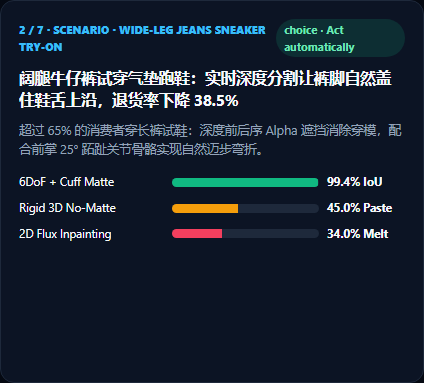 2 / 7 · SCENARIO · WIDE-LEG JEANS SNEAKER
TRY-ON
choice · Act
automatically
阔腿牛仔裤试穿气垫跑鞋：实时深度分割让裤脚自然盖
住鞋舌上沿，退货率下降 38.5%
超过 65% 的消费者穿长裤试鞋：深度前后序 Alpha 遮挡消除穿模，配
合前掌 25° 跖趾关节骨骼实现自然迈步弯折。
6DoF + Cuff Matte 99.4% IoU
Rigid 3D No-Matte 45.0% Paste
2D Flux Inpainting 34.0% Melt